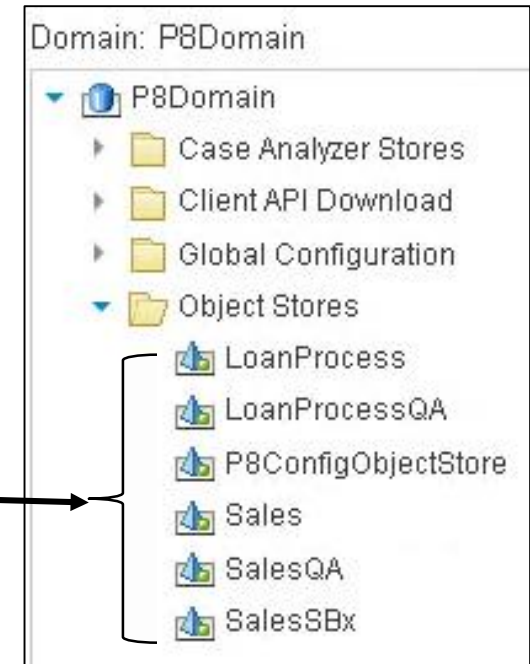 Domain: P8Domain
P8Domain
Case Analyzer Stores
Client API Download
Global Configuration
Object Stores
LoanProcess
LoanProcessQA
P8ConfigObjectStore
Sales
SalesQA
SalesSBx